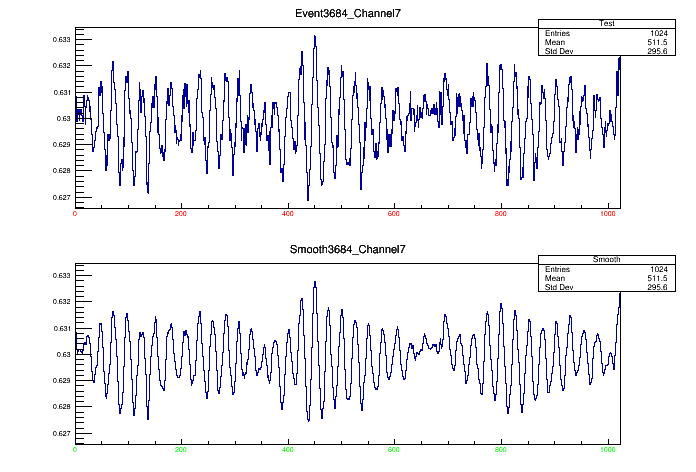 Event3684_Channel7
Test
Entries 1024
Mean 511.5
Std Dev 295.6
0.633
0.632
0.631
0.63
0.629
0.628
0.627
0 200 400 600 800 1000
Smooth3684_Channel7
Smooth
Entries 1024
Mean 511.5
Std Dev 295.6
0.633
0.632
0.631
0.63
0.629
0.628
0.627
0 200 400 600 800 1000